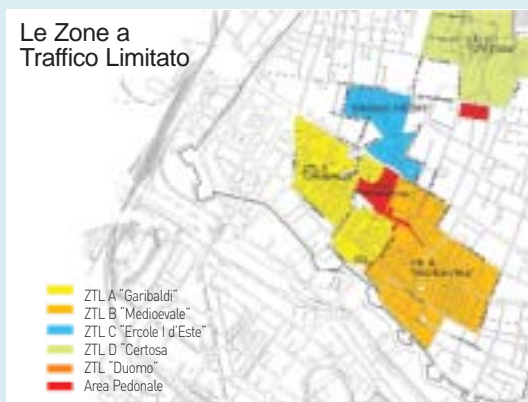 Le Zone a
Traffico Limitato
ZTL A "Garibaldi"
ZTL B "Medioevale"
ZTL C "Ercole I d'Este"
ZTL D "Certosa
ZTL "Duomo"
Area Pedonale